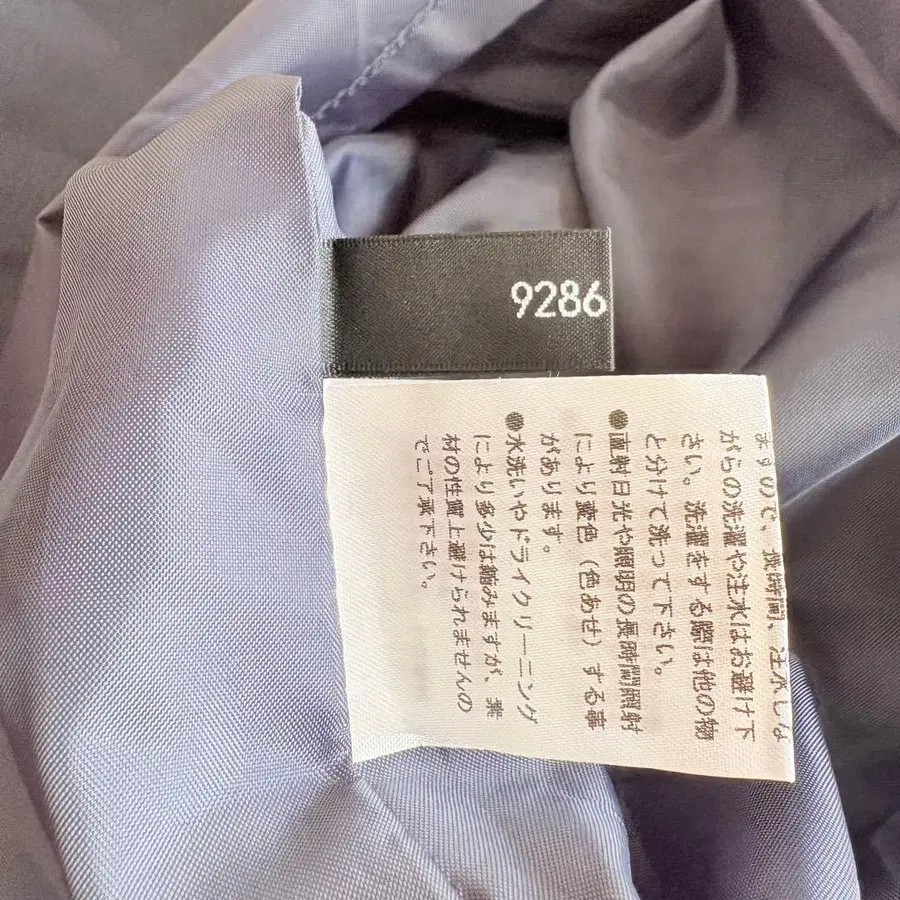 9286
ますので、長時間、注水しな
がらの洗濯や注水はお避け下
さい。洗濯をする際は他の物
と分けて洗って下さい。
●直射日光や照明の長時間照射
により変色（色あせ）する事
があります。
●水洗いやドライクリーニング
により多少は縮みますが、素
材の性質上避けられませんの
でご了承下さい。